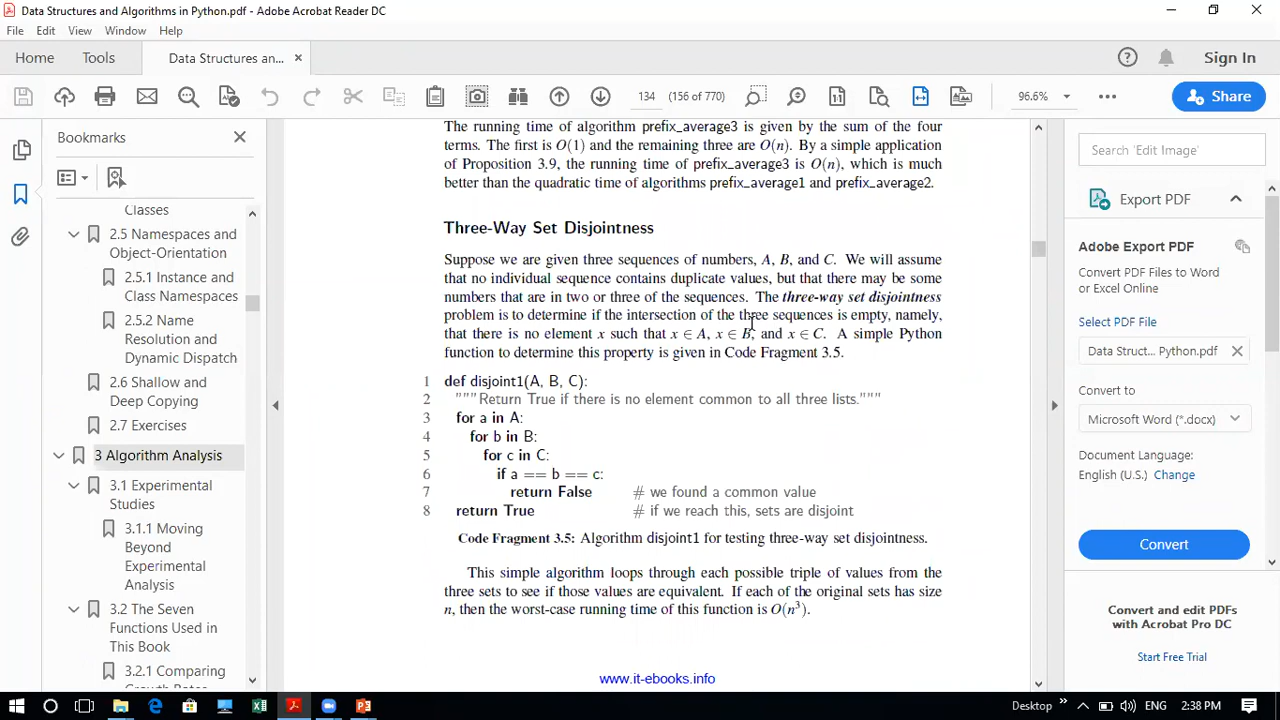 Data Structures and Algorithms in Python.pdf - Adobe Acrobat Reader DC
File Edit View Window Help
Home Tools Data Structures an... × Sign In
134 (156 of 770) 96.6% Share
Bookmarks
Classes
2.5 Namespaces and
Object-Orientation
2.5.1 Instance and
Class Namespaces
2.5.2 Name
Resolution and
Dynamic Dispatch
2.6 Shallow and
Deep Copying
2.7 Exercises
3 Algorithm Analysis
3.1 Experimental
Studies
3.1.1 Moving
Beyond
Experimental
Analysis
3.2 The Seven
Functions Used in
This Book
3.2.1 Comparing
The running time of algorithm prefix_average3 is given by the sum of the four
terms. The first is O(1) and the remaining three are O(n). By a simple application
of Proposition 3.9, the running time of prefix_average3 is O(n), which is much
better than the quadratic time of algorithms prefix_average1 and prefix_average2.
Three-Way Set Disjointness
Suppose we are given three sequences of numbers, A, B, and C. We will assume
that no individual sequence contains duplicate values, but that there may be some
numbers that are in two or three of the sequences. The three-way set disjointness
problem is to determine if the intersection of the three sequences is empty, namely,
that there is no element x such that x ∈ A, x ∈ B, and x ∈ C. A simple Python
function to determine this property is given in Code Fragment 3.5.
1 def disjoint1(A, B, C):
2 """Return True if there is no element common to all three lists."""
3 for a in A:
4 for b in B:
5 for c in C:
6 if a == b == c:
7 return False # we found a common value
8 return True # if we reach this, sets are disjoint
Code Fragment 3.5: Algorithm disjoint1 for testing three-way set disjointness.
This simple algorithm loops through each possible triple of values from the
three sets to see if those values are equivalent. If each of the original sets has size
n, then the worst-case running time of this function is O(n³).
www.it-ebooks.info
Search 'Edit Image'
Export PDF
Adobe Export PDF
Convert PDF Files to Word
or Excel Online
Select PDF File
Data Struct... Python.pdf
Convert to
Microsoft Word (*.docx)
Document Language:
English (U.S.) Change
Convert
Convert and edit PDFs
with Acrobat Pro DC
Start Free Trial
Desktop ENG 2:38 PM